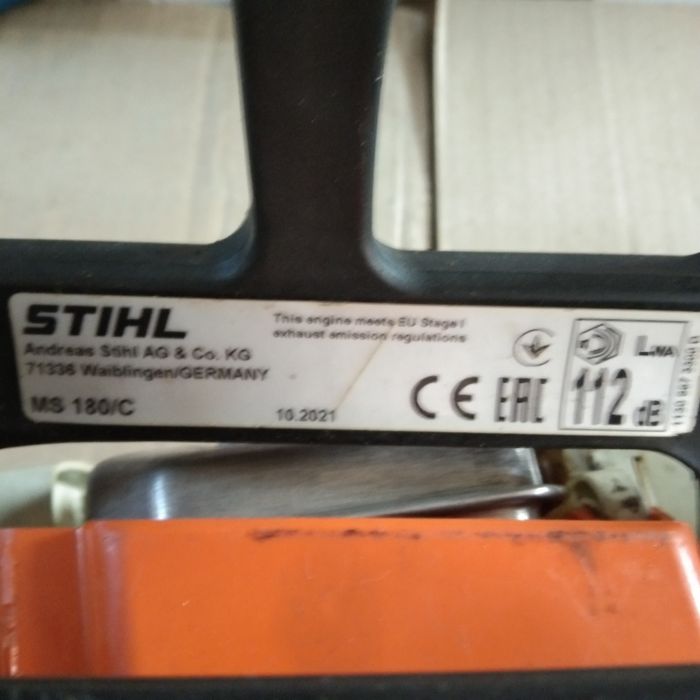 STIHL
Andreas Stihl AG & Co. KG
71336 Waiblingen/GERMANY
MS 180/C
This engine meets EU Stage I
exhaust emission regulations
10.2021
CE EAC
LWA
112 dB